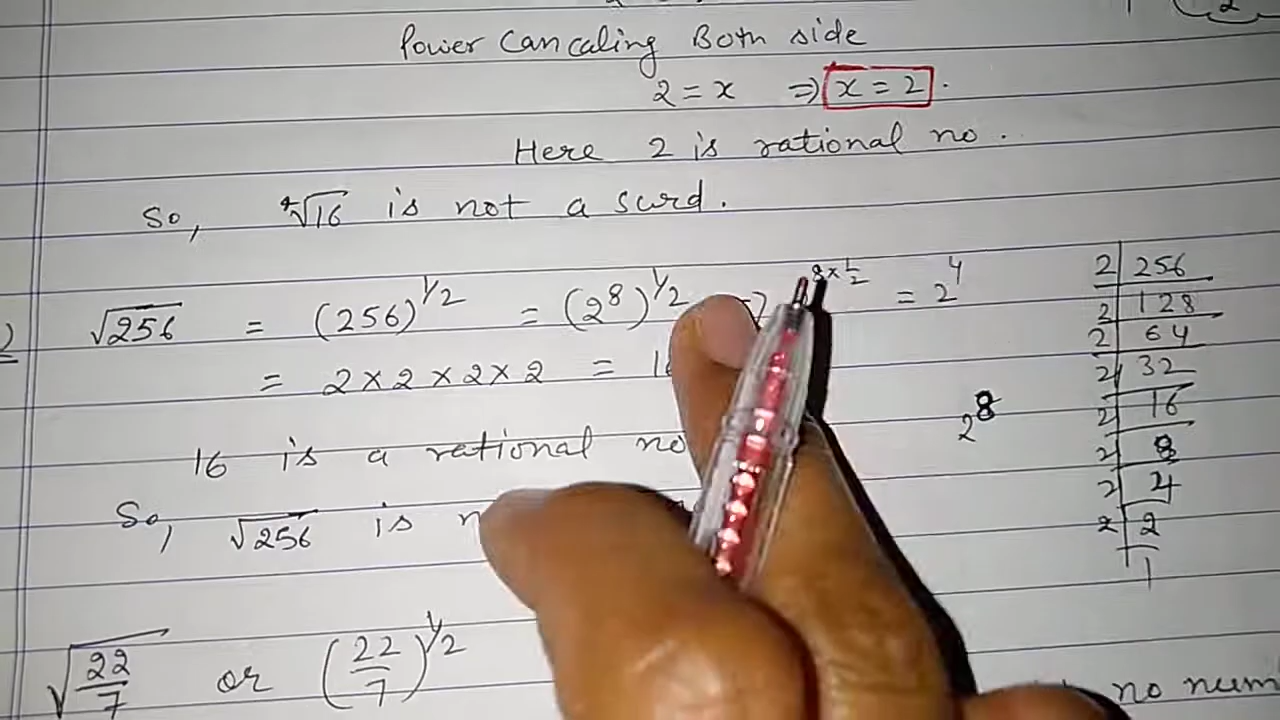 Power Cancaling Both side
2 = x ⇒ x = 2.
Here 2 is rational no.
So, ⁴√16 is not a surd.
√256 = (256)^1/2 = (2^8)^1/2 8×1/2 = 2^4
= 2×2×2×2 =
2^8
16 is a rational no
So, √256 is
√22/7 or (22/7)^1/2
no num
2 | 256
2 | 128
2 | 64
2 | 32
2 | 16
2 | 8
2 | 4
2 | 2
1